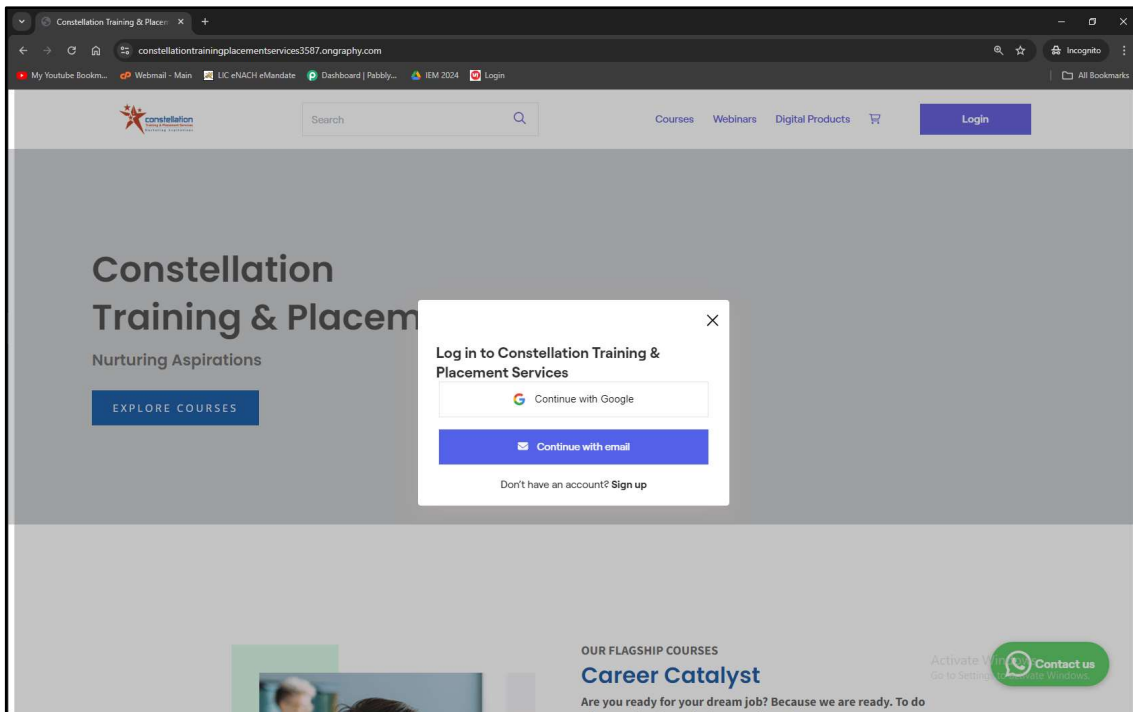 Constellation Training & Placem
constellationtrainingplacementservices3587.ongraphy.com
Incognito
My Youtube Bookm...
Webmail - Main
LIC eNACH eMandate
Dashboard | Pabbly...
IEM 2024
Login
All Bookmarks
constellation
Search
Courses
Webinars
Digital Products
Login
Constellation
Training & Placem
Nurturing Aspirations
EXPLORE COURSES
Log in to Constellation Training &
Placement Services
Continue with Google
Continue with email
Don't have an account? Sign up
OUR FLAGSHIP COURSES
Career Catalyst
Are you ready for your dream job? Because we are ready. To do
Contact us